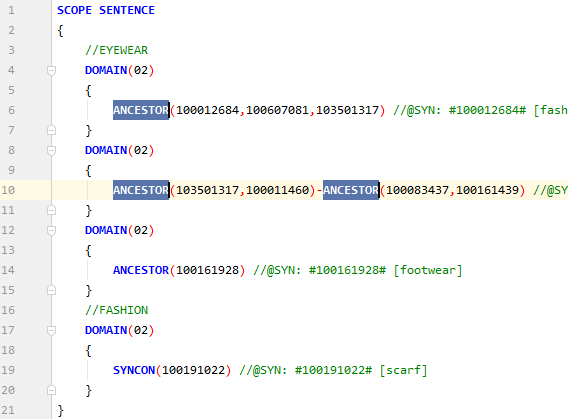 1 SCOPE SENTENCE
2 {
3 //EYEWEAR
4 DOMAIN(02)
5 {
6 ANCESTOR(100012684,100607081,103501317) //@SYN: #100012684# [fash
7 }
8 DOMAIN(02)
9 {
10 ANCESTOR(103501317,100011460)-ANCESTOR(100083437,100161439) //@SY
11 }
12 DOMAIN(02)
13 {
14 ANCESTOR(100161928) //@SYN: #100161928# [footwear]
15 }
16 //FASHION
17 DOMAIN(02)
18 {
19 SYNCON(100191022) //@SYN: #100191022# [scarf]
20 }
21 }